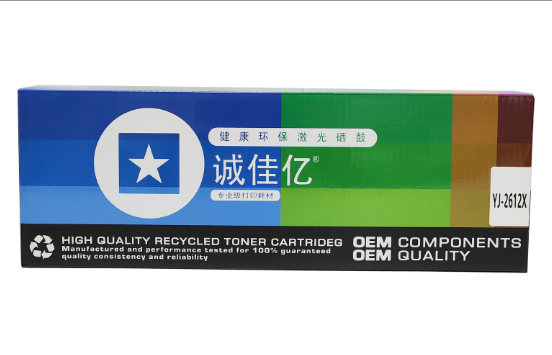 健康环保激光硒鼓
诚佳亿®
专业级打印耗材
YJ-2612X
HIGH QUALITY RECYCLED TONER CARTRIDEG
Manufactured and performance tested for 100% guaranteed
quality consistency and reliability
OEM COMPONENTS
OEM QUALITY